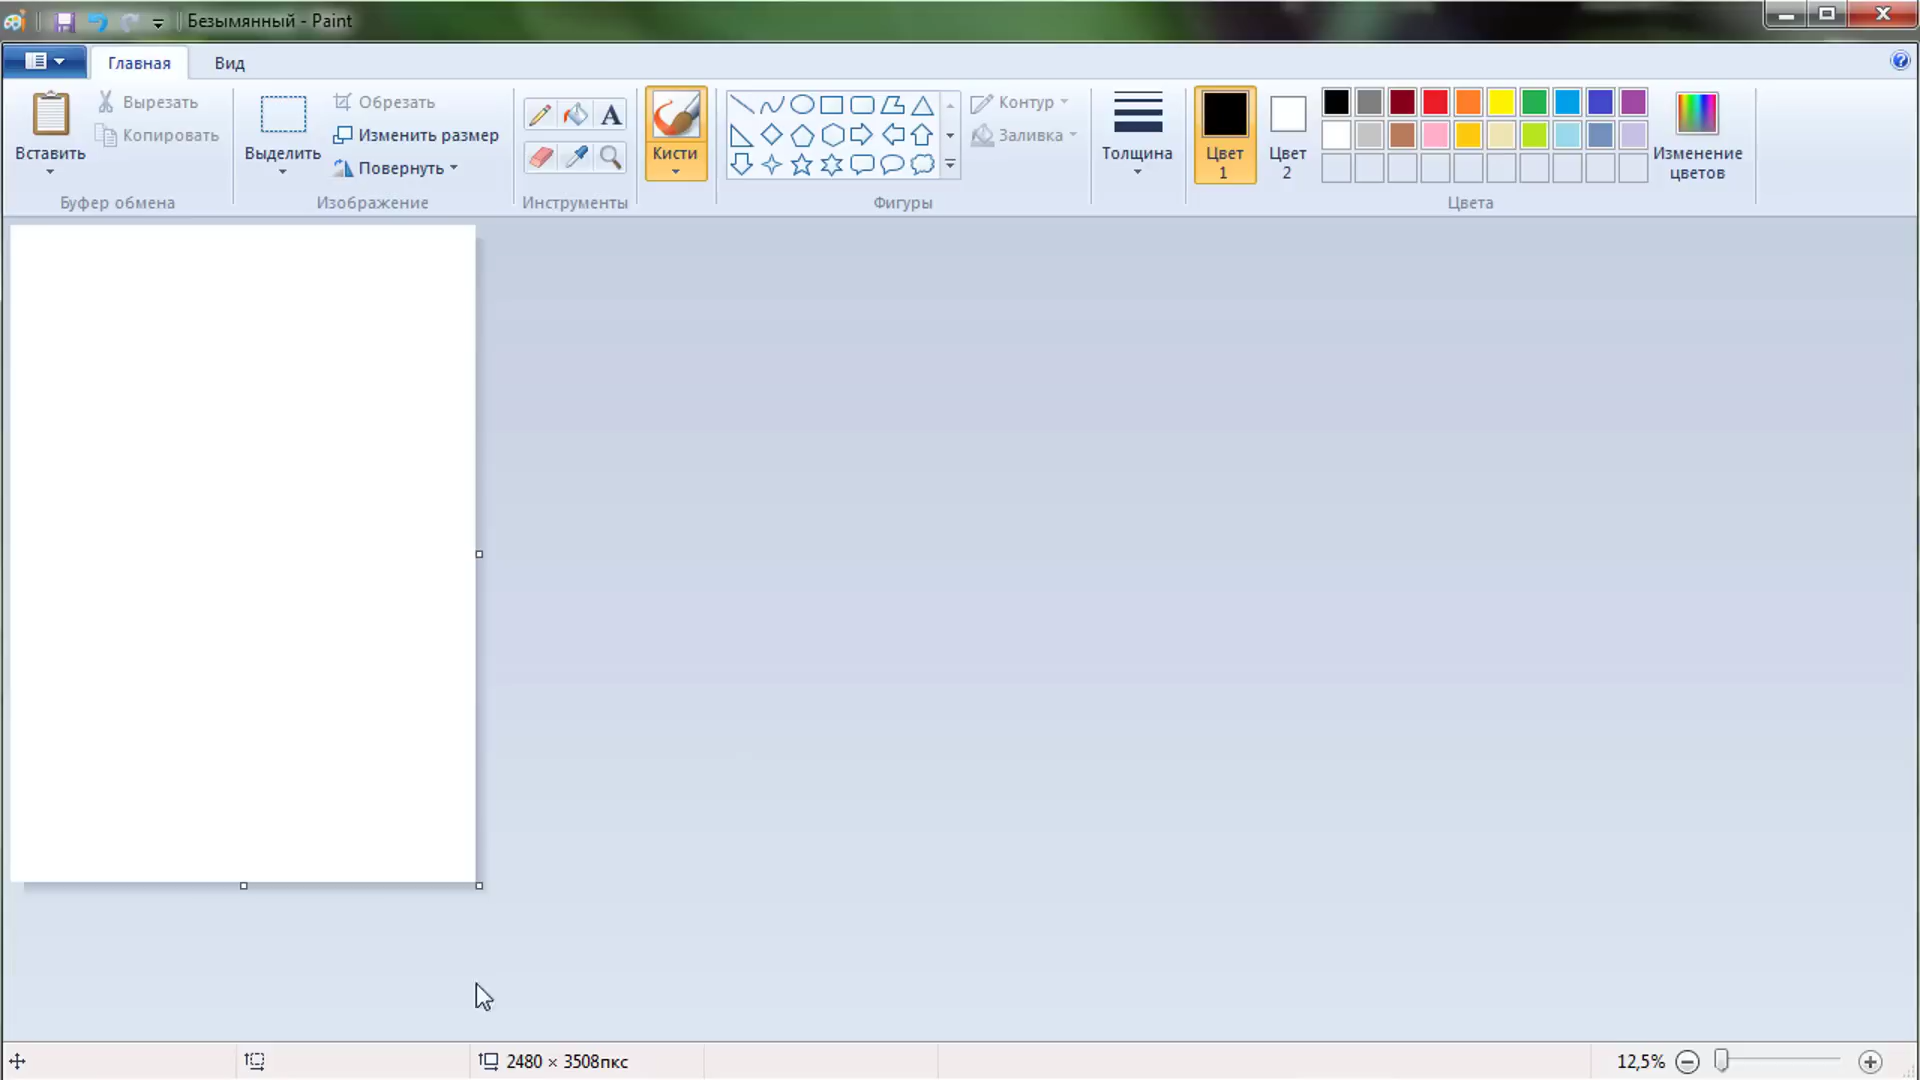 Безымянный - Paint
Главная Вид
Вставить
Вырезать
Копировать
Буфер обмена
Выделить
Обрезать
Изменить размер
Повернуть
Изображение
A
Инструменты
Кисти
Фигуры
Контур
Заливка
Толщина
Цвет
1
Цвет
2
Изменение
цветов
Цвета
2480 × 3508пкс
12,5%